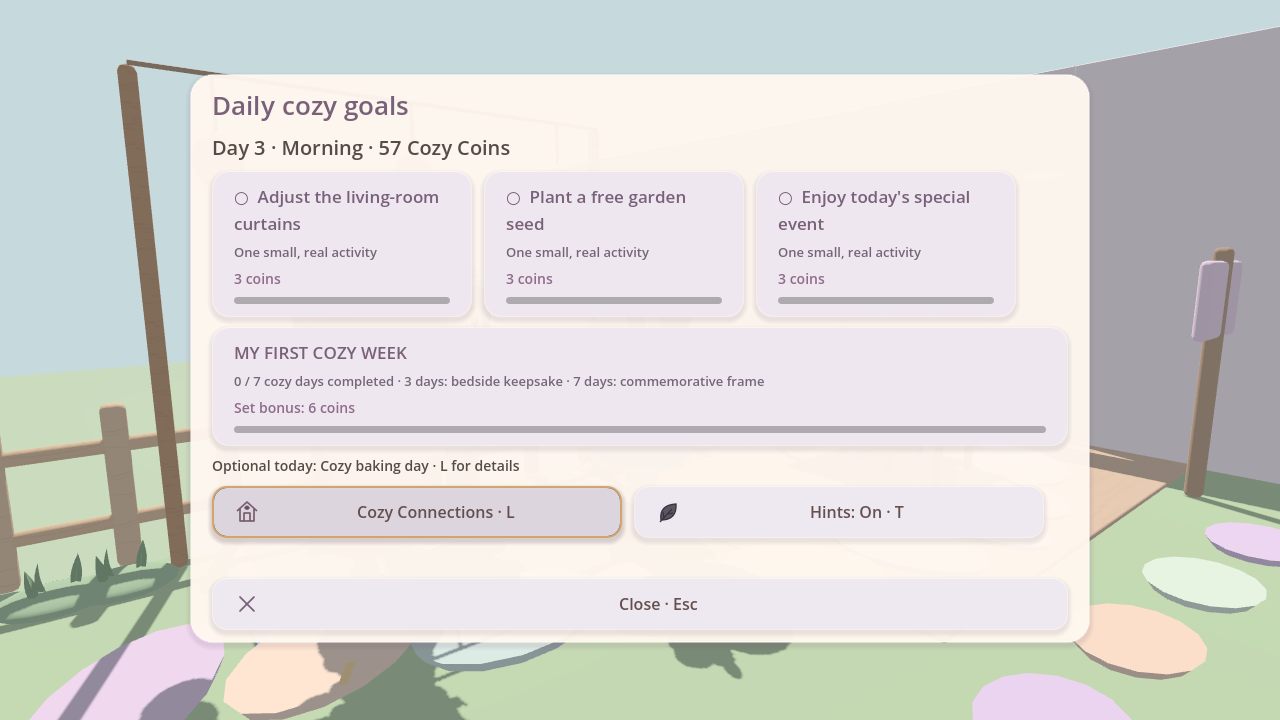 Daily cozy goals
Day 3 · Morning · 57 Cozy Coins
○ Adjust the living-room
curtains
One small, real activity
3 coins
○ Plant a free garden
seed
One small, real activity
3 coins
○ Enjoy today's special
event
One small, real activity
3 coins
MY FIRST COZY WEEK
0 / 7 cozy days completed · 3 days: bedside keepsake · 7 days: commemorative frame
Set bonus: 6 coins
Optional today: Cozy baking day · L for details
Cozy Connections · L
Hints: On · T
Close · Esc